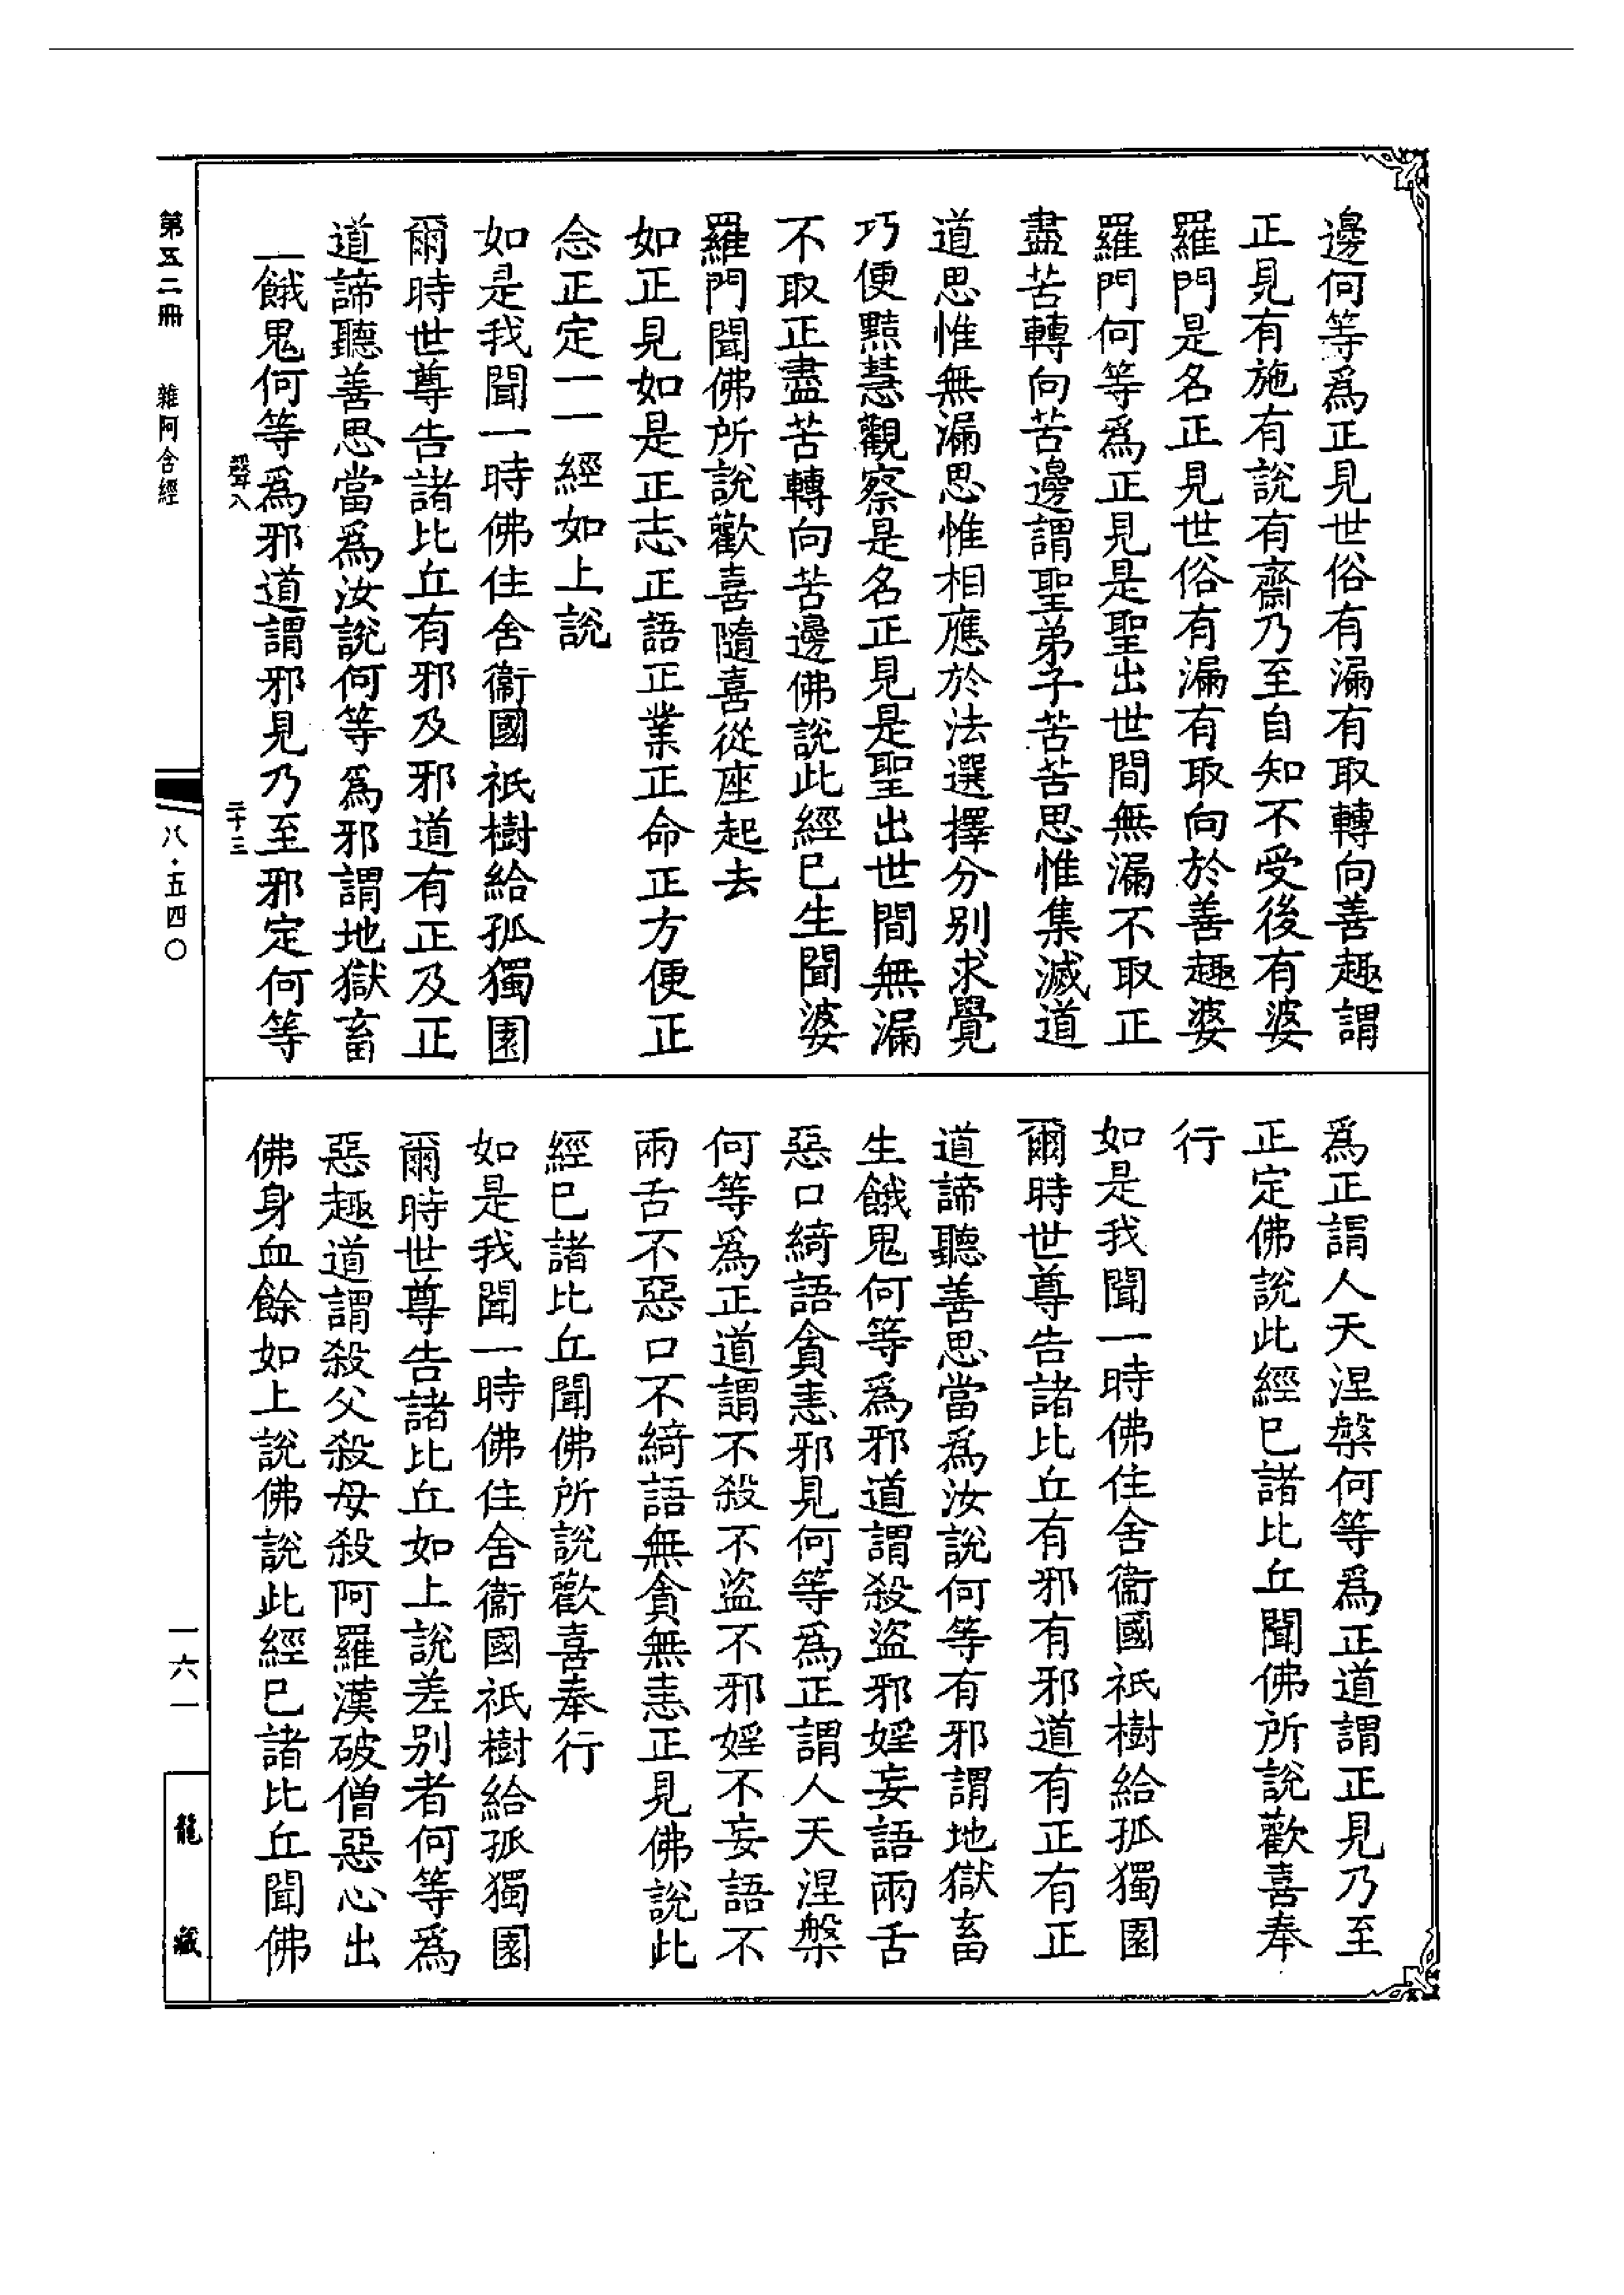 邊何等爲正見世俗有漏有取轉向善趣謂
正見有施有說有齋乃至自知不受後有婆
羅門是名正見世俗有漏有取向於善趣婆
羅門何等爲正見是聖出世間無漏不取正
盡苦轉向苦邊謂聖弟子苦苦思惟集滅道
道思惟無漏思惟相應於法選擇分別求覺
巧便黠慧觀察是名正見是聖出世間無漏
不取正盡苦轉向苦邊佛說此經已生聞婆
羅門聞佛所說歡喜隨喜從座起去
如正見如是正志正語正業正命正方便正
念正定一一經如上說
如是我聞一時佛住舍衞國祇樹給孤獨園
爾時世尊告諸比丘有邪及邪道有正及正
道諦聽善思當爲汝說何等爲邪謂地獄畜
一餓鬼何等爲邪道謂邪見乃至邪定何等
聲八 二十三
爲正謂人天涅槃何等爲正道謂正見乃至
正定佛說此經已諸比丘聞佛所說歡喜奉
行
如是我聞一時佛住舍衞國祇樹給孤獨園
爾時世尊告諸比丘有邪有邪道有正有正
道諦聽善思當爲汝說何等有邪謂地獄畜
生餓鬼何等爲邪道謂殺盜邪婬妄語兩舌
惡口綺語貪恚邪見何等爲正謂人天涅槃
何等爲正道謂不殺不盜不邪婬不妄語不
兩舌不惡口不綺語無貪無恚正見佛說此
經已諸比丘聞佛所說歡喜奉行
如是我聞一時佛住舍衞國祇樹給孤獨園
爾時世尊告諸比丘如上說差別者何等爲
惡趣道謂殺父殺母殺阿羅漢破僧惡心出
佛身血餘如上說佛說此經已諸比丘聞佛
第五二冊 雜阿含經
八·五四〇
一六一
龍藏